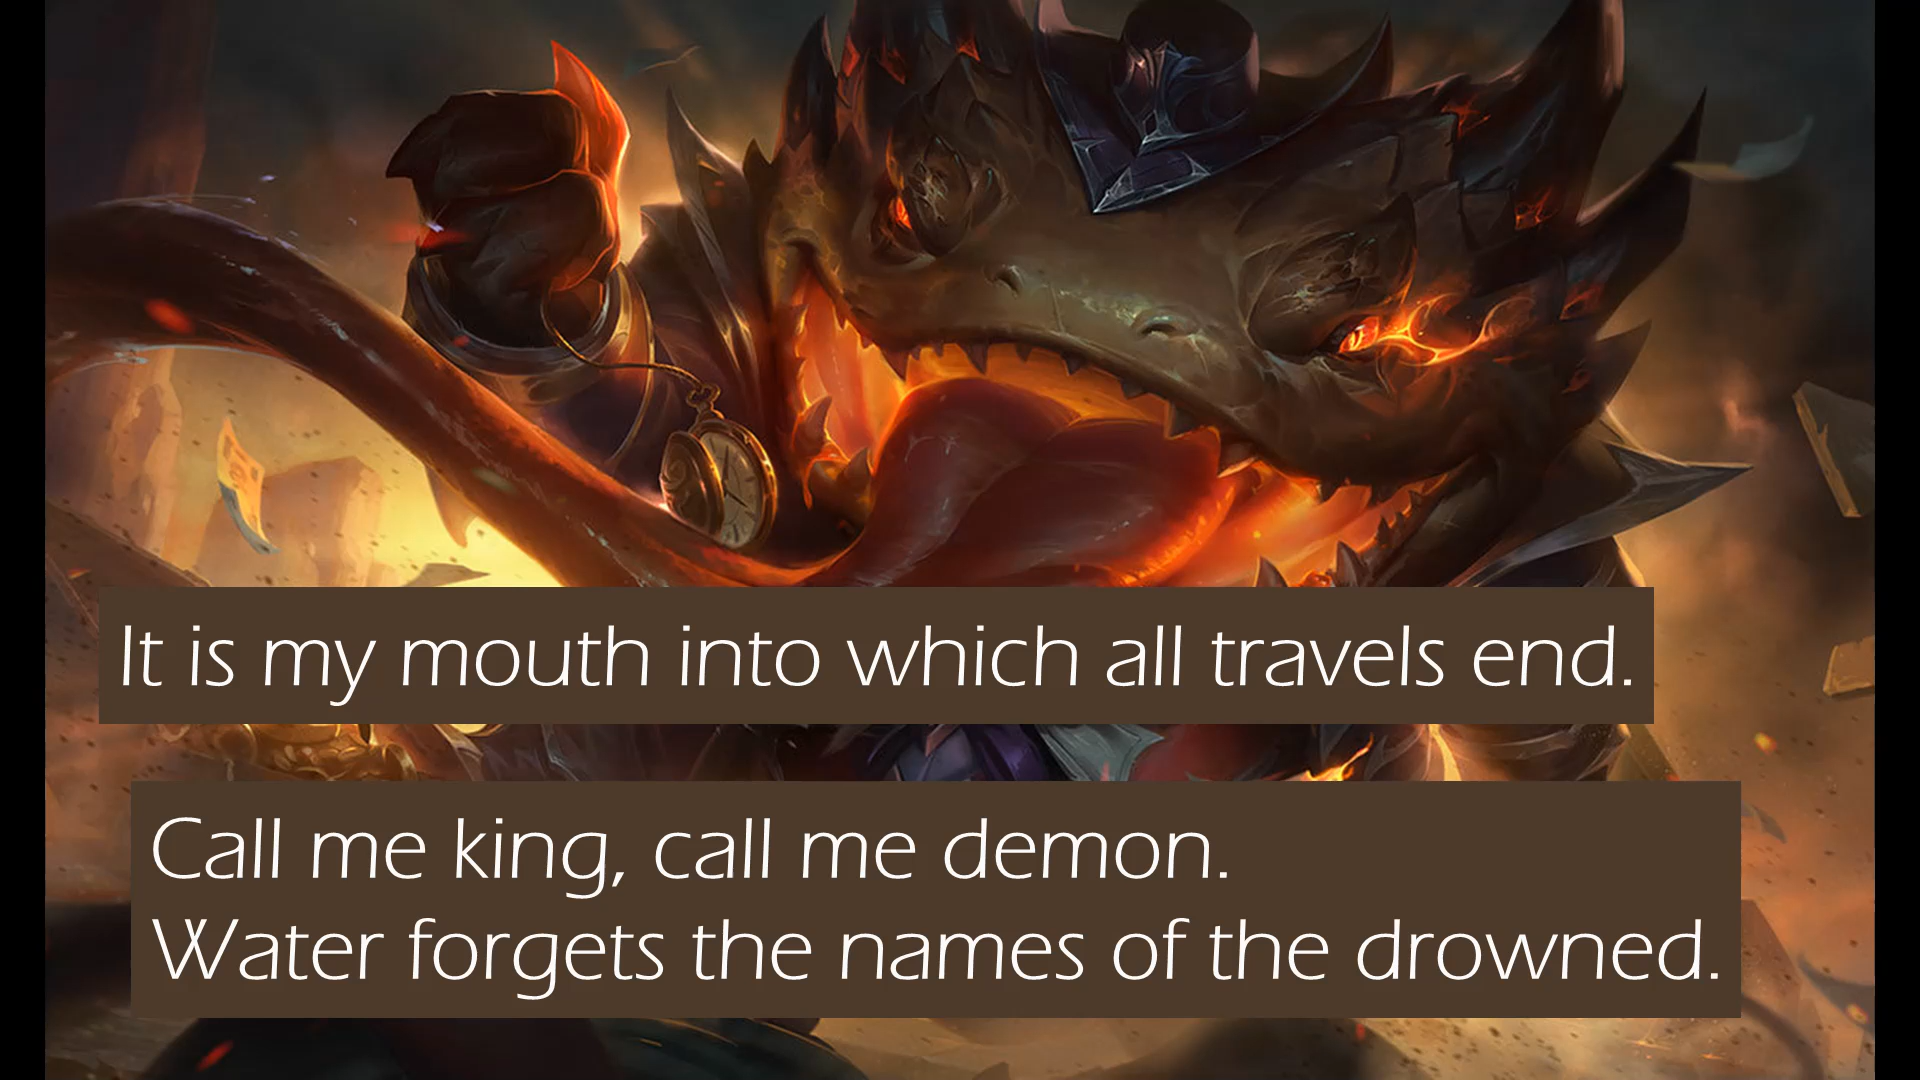 It is my mouth into which all travels end.
Call me king, call me demon.
Water forgets the names of the drowned.